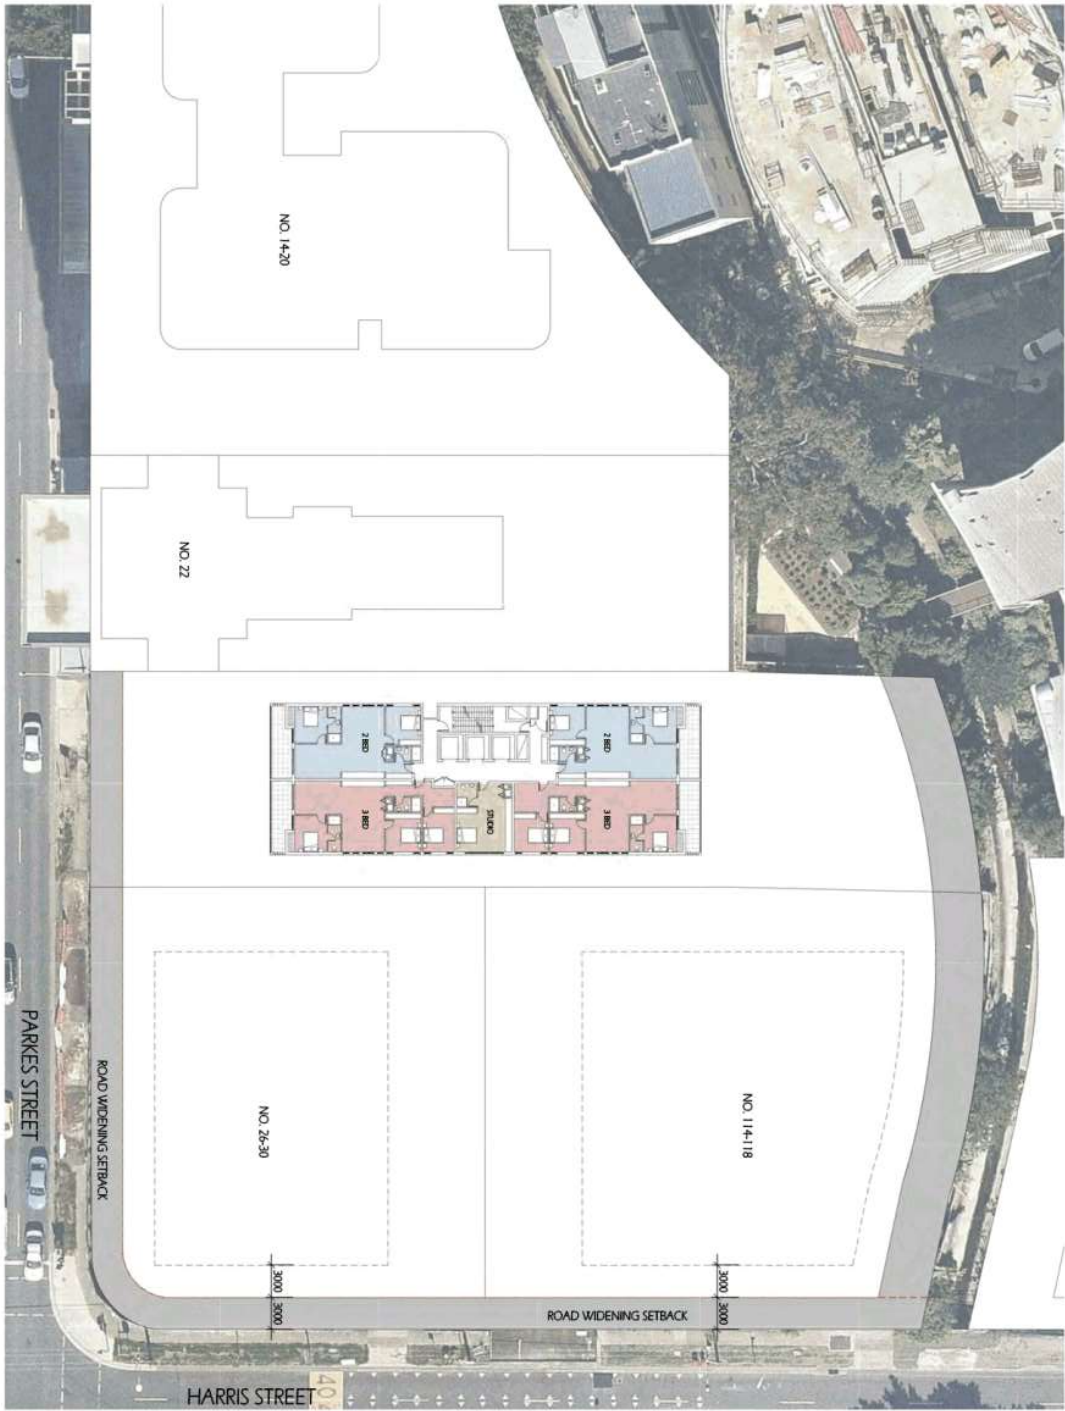 NO. 14-20
NO. 22
2 BED
2 BED
3 BED
STUDIO
3 BED
NO. 26-30
NO. 114-118
PARKES STREET
ROAD WIDENING SETBACK
3000
3000
3000
3000
ROAD WIDENING SETBACK
HARRIS STREET
40